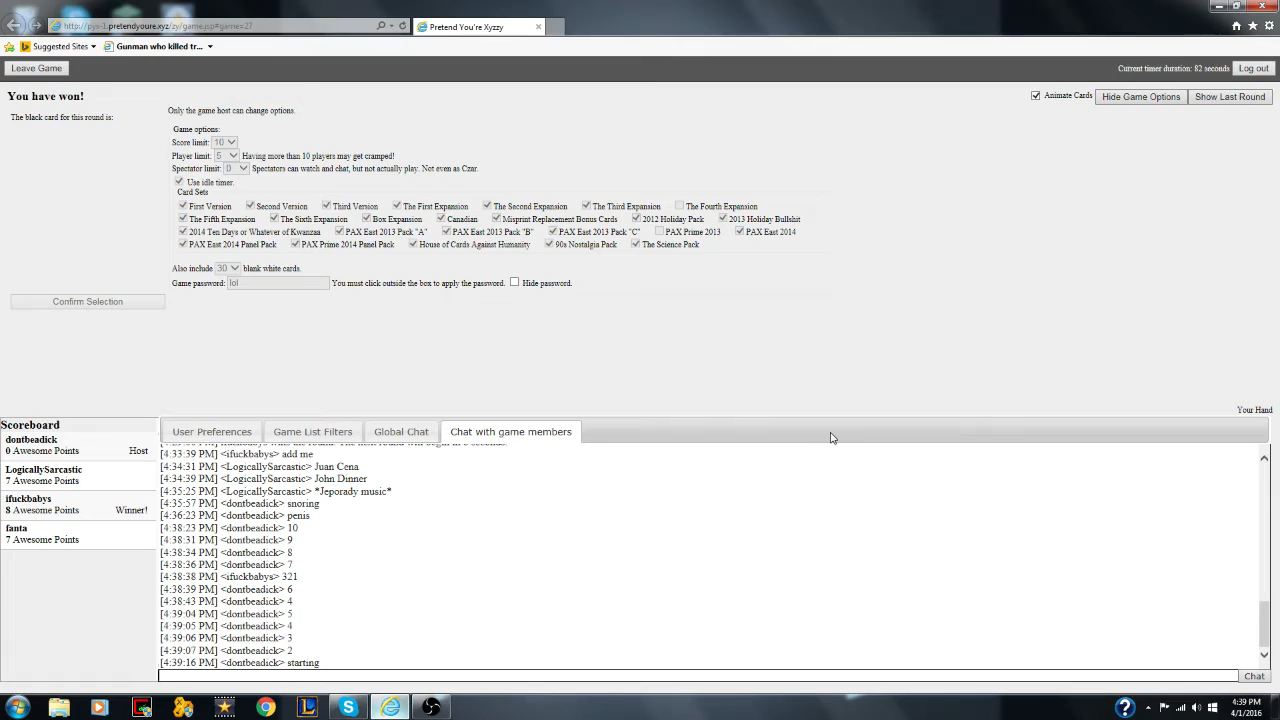 http://pyx-1.pretendyoure.xyz/zy/game.jsp#game=27
Pretend You're Xyzzy
Suggested Sites
Gunman who killed tr...
Leave Game
Current timer duration: 82 seconds
Log out
You have won!
Only the game host can change options.
Animate Cards
Hide Game Options
Show Last Round
The black card for this round is:
Game options:
Score limit: 10
Player limit: 5 Having more than 10 players may get cramped!
Spectator limit: 0 Spectators can watch and chat, but not actually play. Not even as Czar.
Use idle timer.
Card Sets
First Version Second Version Third Version The First Expansion The Second Expansion The Third Expansion The Fourth Expansion
The Fifth Expansion The Sixth Expansion Box Expansion Canadian Misprint Replacement Bonus Cards 2012 Holiday Pack 2013 Holiday Bullshit
2014 Ten Days or Whatever of Kwanzaa PAX East 2013 Pack "A" PAX East 2013 Pack "B" PAX East 2013 Pack "C" PAX Prime 2013 PAX East 2014
PAX East 2014 Panel Pack PAX Prime 2014 Panel Pack House of Cards Against Humanity 90s Nostalgia Pack The Science Pack
Also include 30 blank white cards.
Game password: lol You must click outside the box to apply the password. Hide password.
Confirm Selection
Your Hand
Scoreboard
dontbeadick
0 Awesome Points Host
LogicallySarcastic
7 Awesome Points
ifuckbabys
8 Awesome Points Winner!
fanta
7 Awesome Points
User Preferences
Game List Filters
Global Chat
Chat with game members
[4:33:39 PM] <ifuckbabys> add me
[4:34:31 PM] <LogicallySarcastic> Juan Cena
[4:34:39 PM] <LogicallySarcastic> John Dinner
[4:35:25 PM] <LogicallySarcastic> *Jeporady music*
[4:35:57 PM] <dontbeadick> snoring
[4:36:23 PM] <dontbeadick> penis
[4:38:23 PM] <dontbeadick> 10
[4:38:31 PM] <dontbeadick> 9
[4:38:34 PM] <dontbeadick> 8
[4:38:36 PM] <dontbeadick> 7
[4:38:38 PM] <ifuckbabys> 321
[4:38:39 PM] <dontbeadick> 6
[4:38:43 PM] <dontbeadick> 4
[4:39:04 PM] <dontbeadick> 5
[4:39:05 PM] <dontbeadick> 4
[4:39:06 PM] <dontbeadick> 3
[4:39:07 PM] <dontbeadick> 2
[4:39:16 PM] <dontbeadick> starting
Chat
4:39 PM
4/1/2016